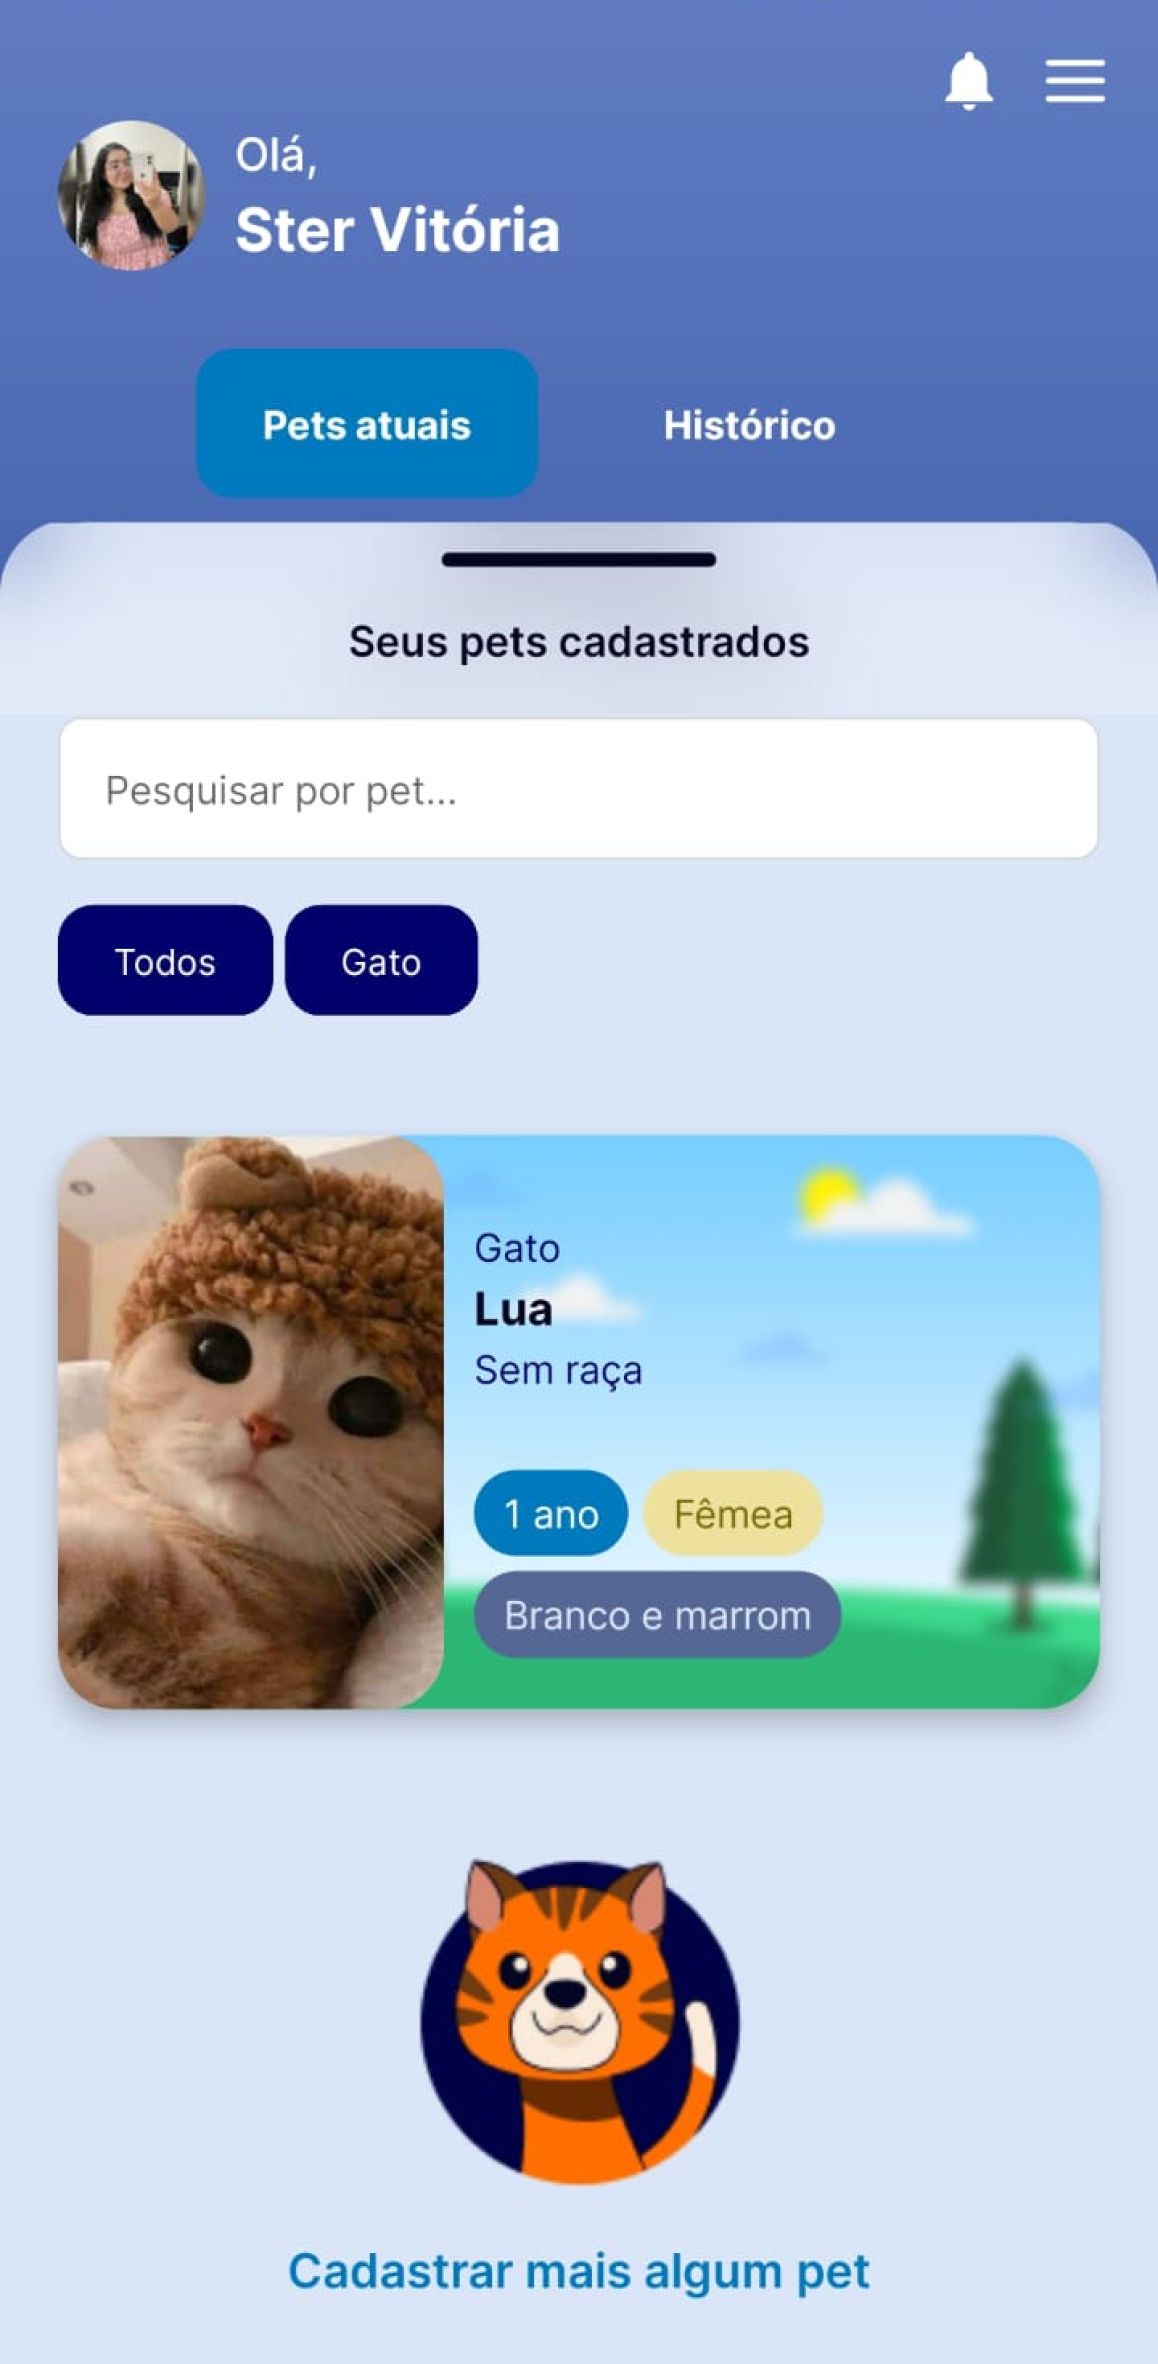 Olá,
Ster Vitória
Pets atuais
Histórico
Seus pets cadastrados
Pesquisar por pet...
Todos
Gato
Gato
Lua
Sem raça
1 ano
Fêmea
Branco e marrom
Cadastrar mais algum pet